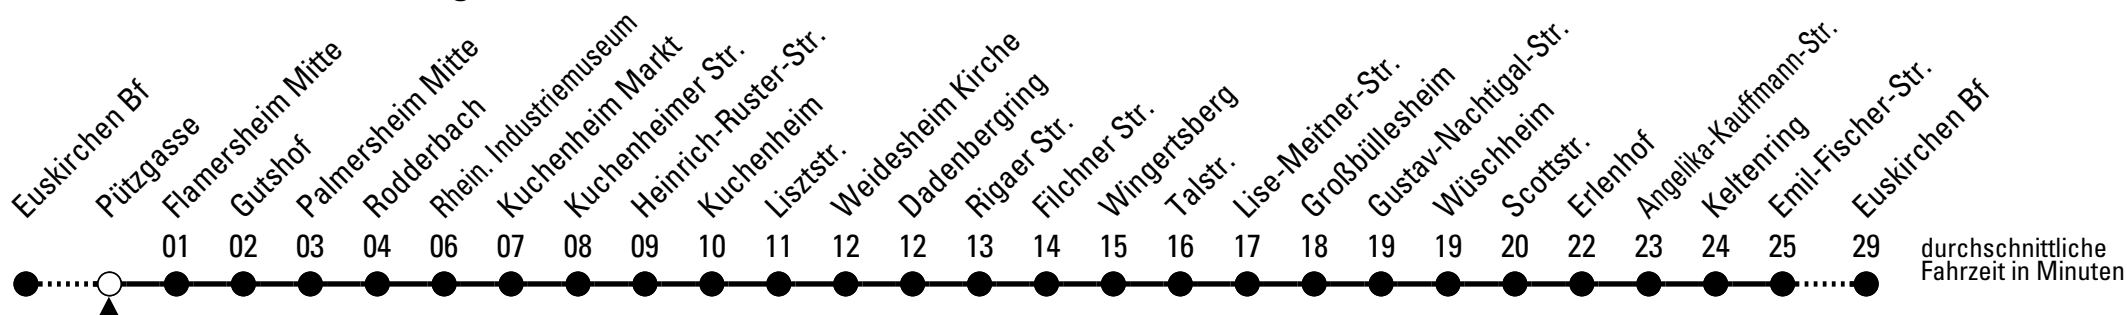 Euskirchen Bf
Pützgasse
Flamersheim Mitte
Gutshof
Palmersheim Mitte
Rodderbach
Rhein. Industriemuseum
Kuchenheim Markt
Kuchenheimer Str.
Heinrich-Ruster-Str.
Kuchenheim
Lisztstr.
Weidesheim Kirche
Dadenbergring
Rigaer Str.
Filchner Str.
Wingertsberg
Talstr.
Lise-Meitner-Str.
Großbüllesheim
Gustav-Nachtigal-Str.
Wüschheim
Scottstr.
Erlenhof
Angelika-Kauffmann-Str.
Keltenring
Emil-Fischer-Str.
Euskirchen Bf
01 02 03 04 06 07 08 09 10 11 12 12 13 14 15 16 17 18 19 19 20 22 23 24 25 29
durchschnittliche
Fahrzeit in Minuten